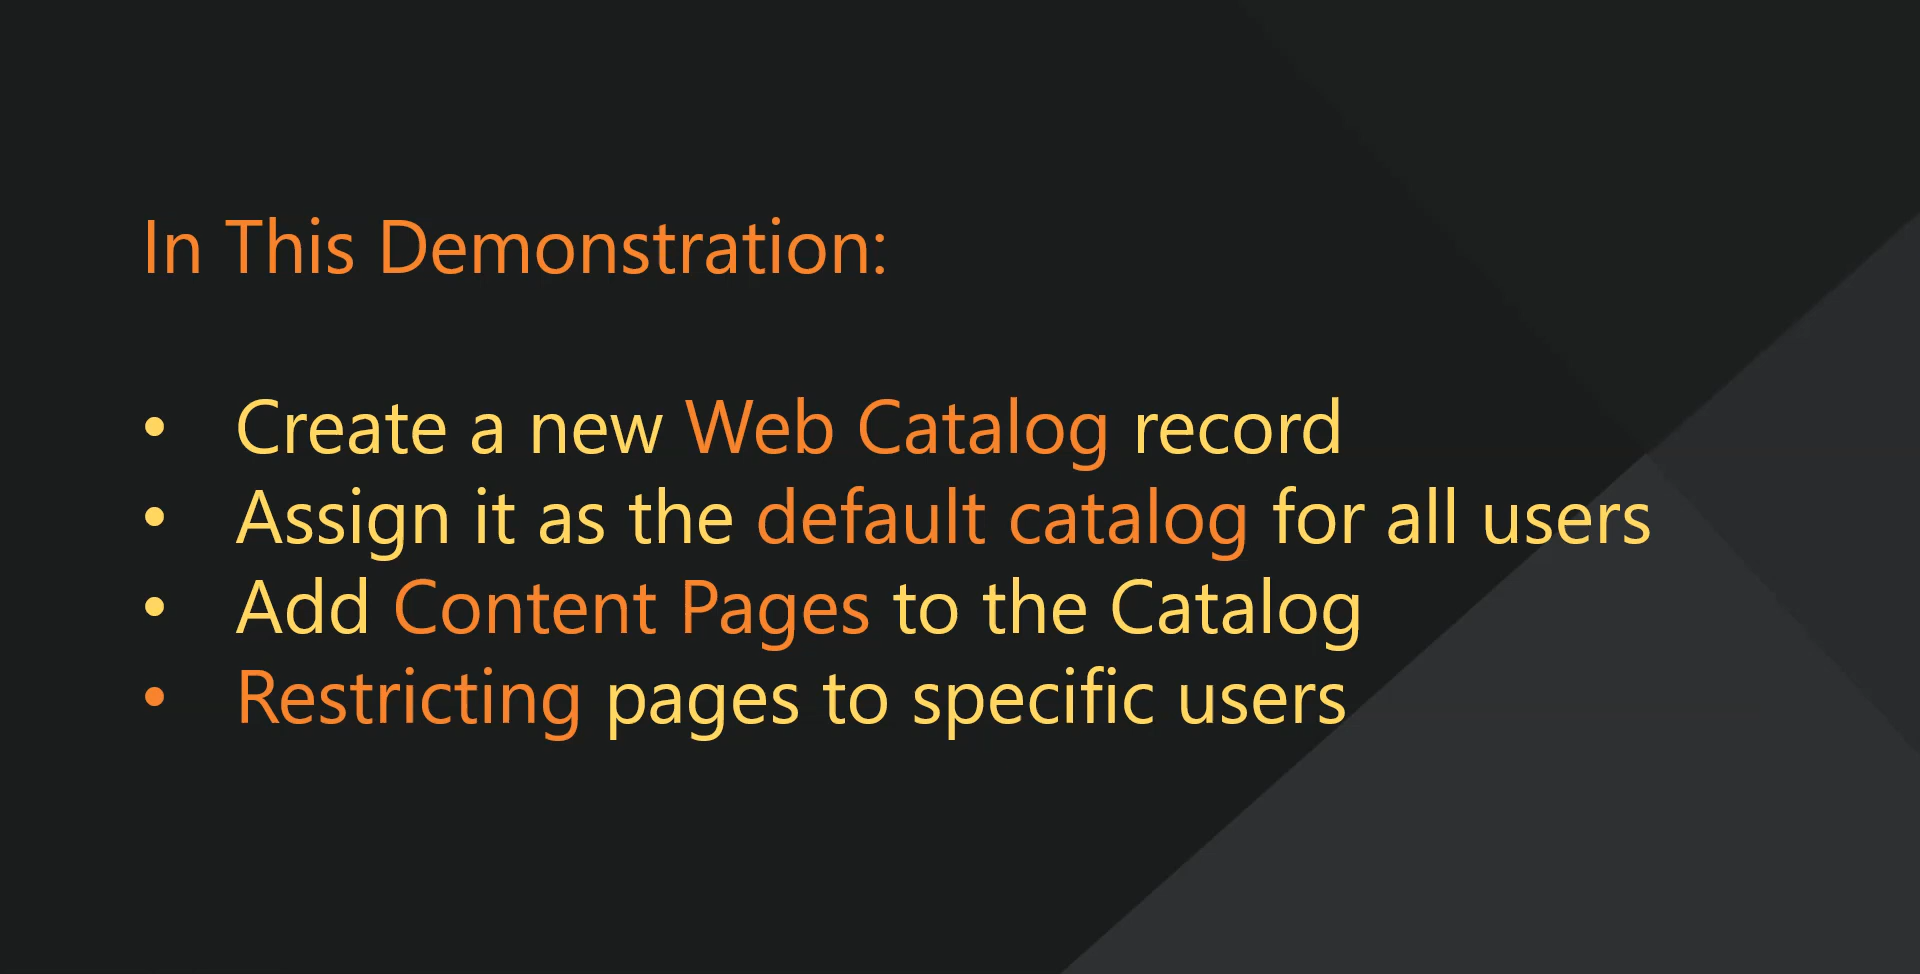 In This Demonstration:
• Create a new Web Catalog record
• Assign it as the default catalog for all users
• Add Content Pages to the Catalog
• Restricting pages to specific users